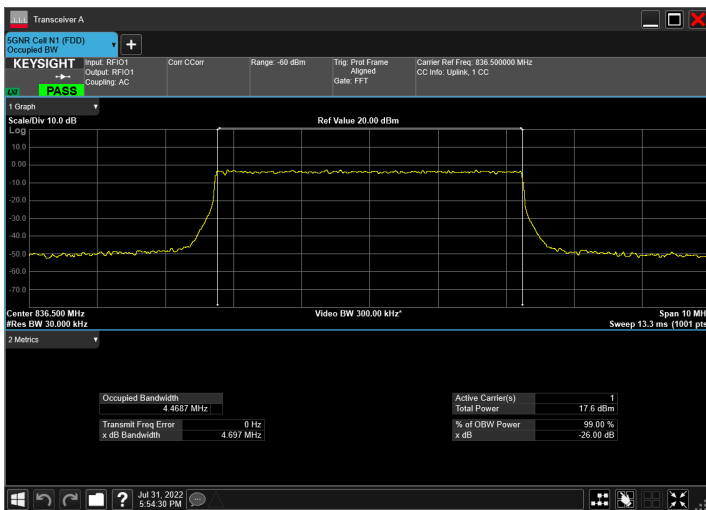 Transceiver A
5GNR Cell N1 (FDD)
Occupied BW
KEYSIGHT
LXI
PASS
Input: RFIO1
Output: RFIO1
Coupling: AC
Corr CCorr
Range: -60 dBm
Trig: Prot Frame
Aligned
Gate: FFT
Carrier Ref Freq: 836.500000 MHz
CC Info: Uplink, 1 CC
1 Graph
Scale/Div 10.0 dB
Ref Value 20.00 dBm
Log
10.0
0.00
-10.0
-20.0
-30.0
-40.0
-50.0
-60.0
-70.0
Center 836.500 MHz
Video BW 300.00 kHz*
Span 10 MH
#Res BW 30.000 kHz
Sweep 13.3 ms (1001 pts
2 Metrics
Occupied Bandwidth
4.4687 MHz
Active Carrier(s) 1
Total Power 17.6 dBm
Transmit Freq Error 0 Hz
x dB Bandwidth 4.697 MHz
% of OBW Power 99.00 %
x dB -26.00 dB
?
Jul 31, 2022
5:54:30 PM